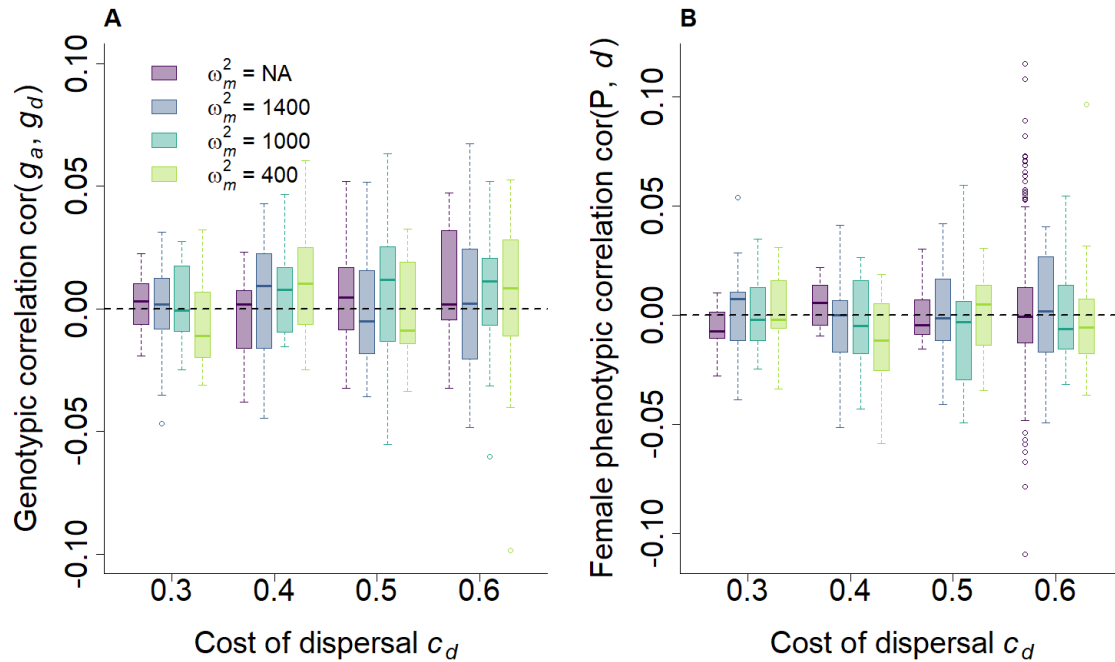 A
Genotypic correlation cor(gₐ, g_d)
0.10
0.05
0.00
-0.05
-0.10
ω²ₘ = NA
ω²ₘ = 1400
ω²ₘ = 1000
ω²ₘ = 400
0.3 0.4 0.5 0.6
Cost of dispersal c_d
B
Female phenotypic correlation cor(P, d)
0.10
0.05
0.00
-0.05
-0.10
0.3 0.4 0.5 0.6
Cost of dispersal c_d